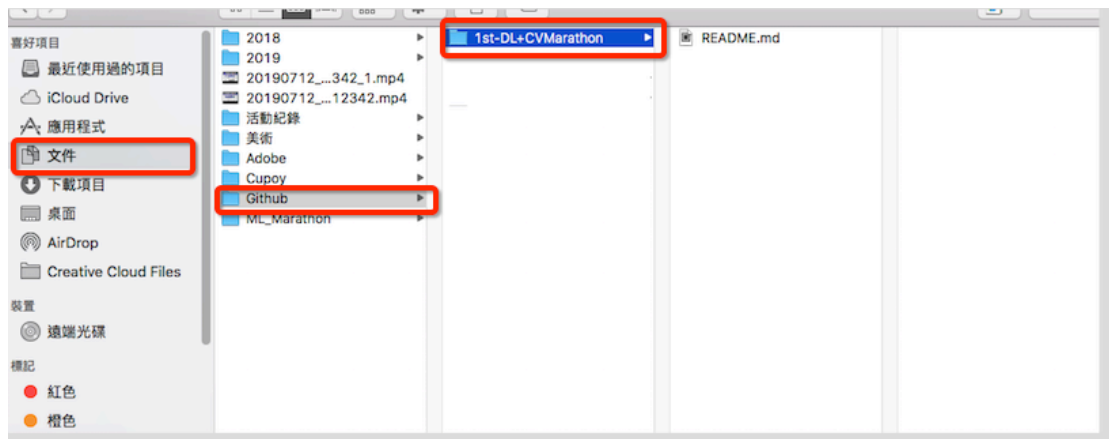 喜好項目
最近使用過的項目
iCloud Drive
應用程式
文件
下載項目
桌面
AirDrop
Creative Cloud Files
裝置
遠端光碟
標記
紅色
橙色
2018
2019
20190712_...342_1.mp4
20190712_...12342.mp4
活動紀錄
美術
Adobe
Cupoy
Github
ML_Marathon
1st-DL+CVMarathon
README.md